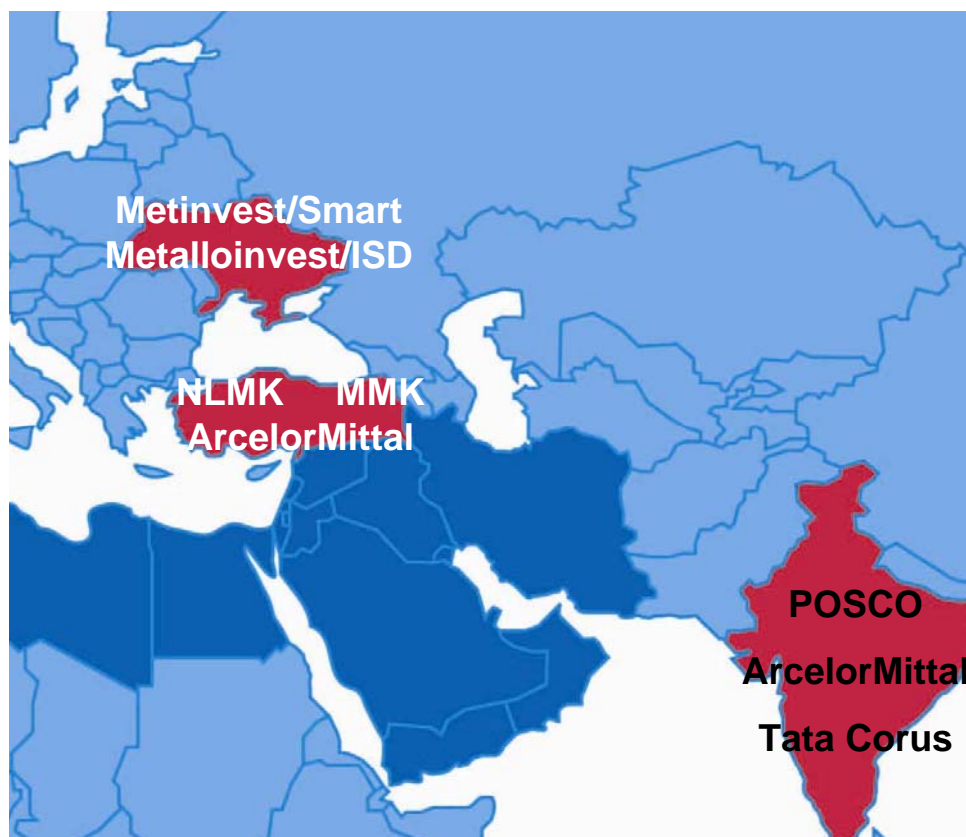 Metinvest/Smart
Metalloinvest/ISD
NLMK MMK
ArcelorMittal
POSCO
ArcelorMittal
Tata Corus